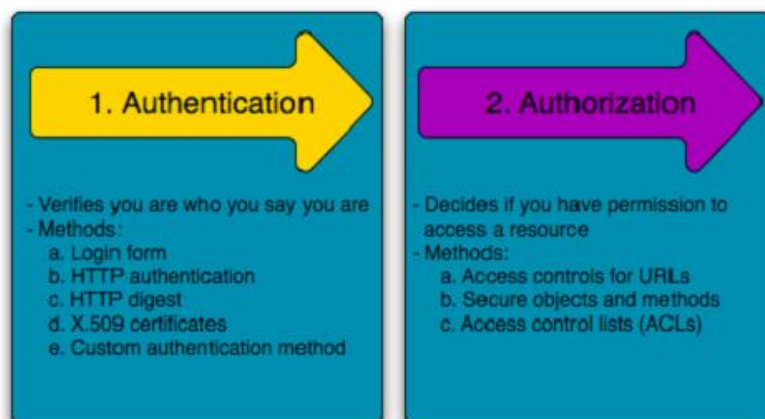 1. Authentication
- Verifies you are who you say you are
- Methods:
a. Login form
b. HTTP authentication
c. HTTP digest
d. X.509 certificates
e. Custom authentication method
2. Authorization
- Decides if you have permission to
access a resource
- Methods:
a. Access controls for URLs
b. Secure objects and methods
c. Access control lists (ACLs)